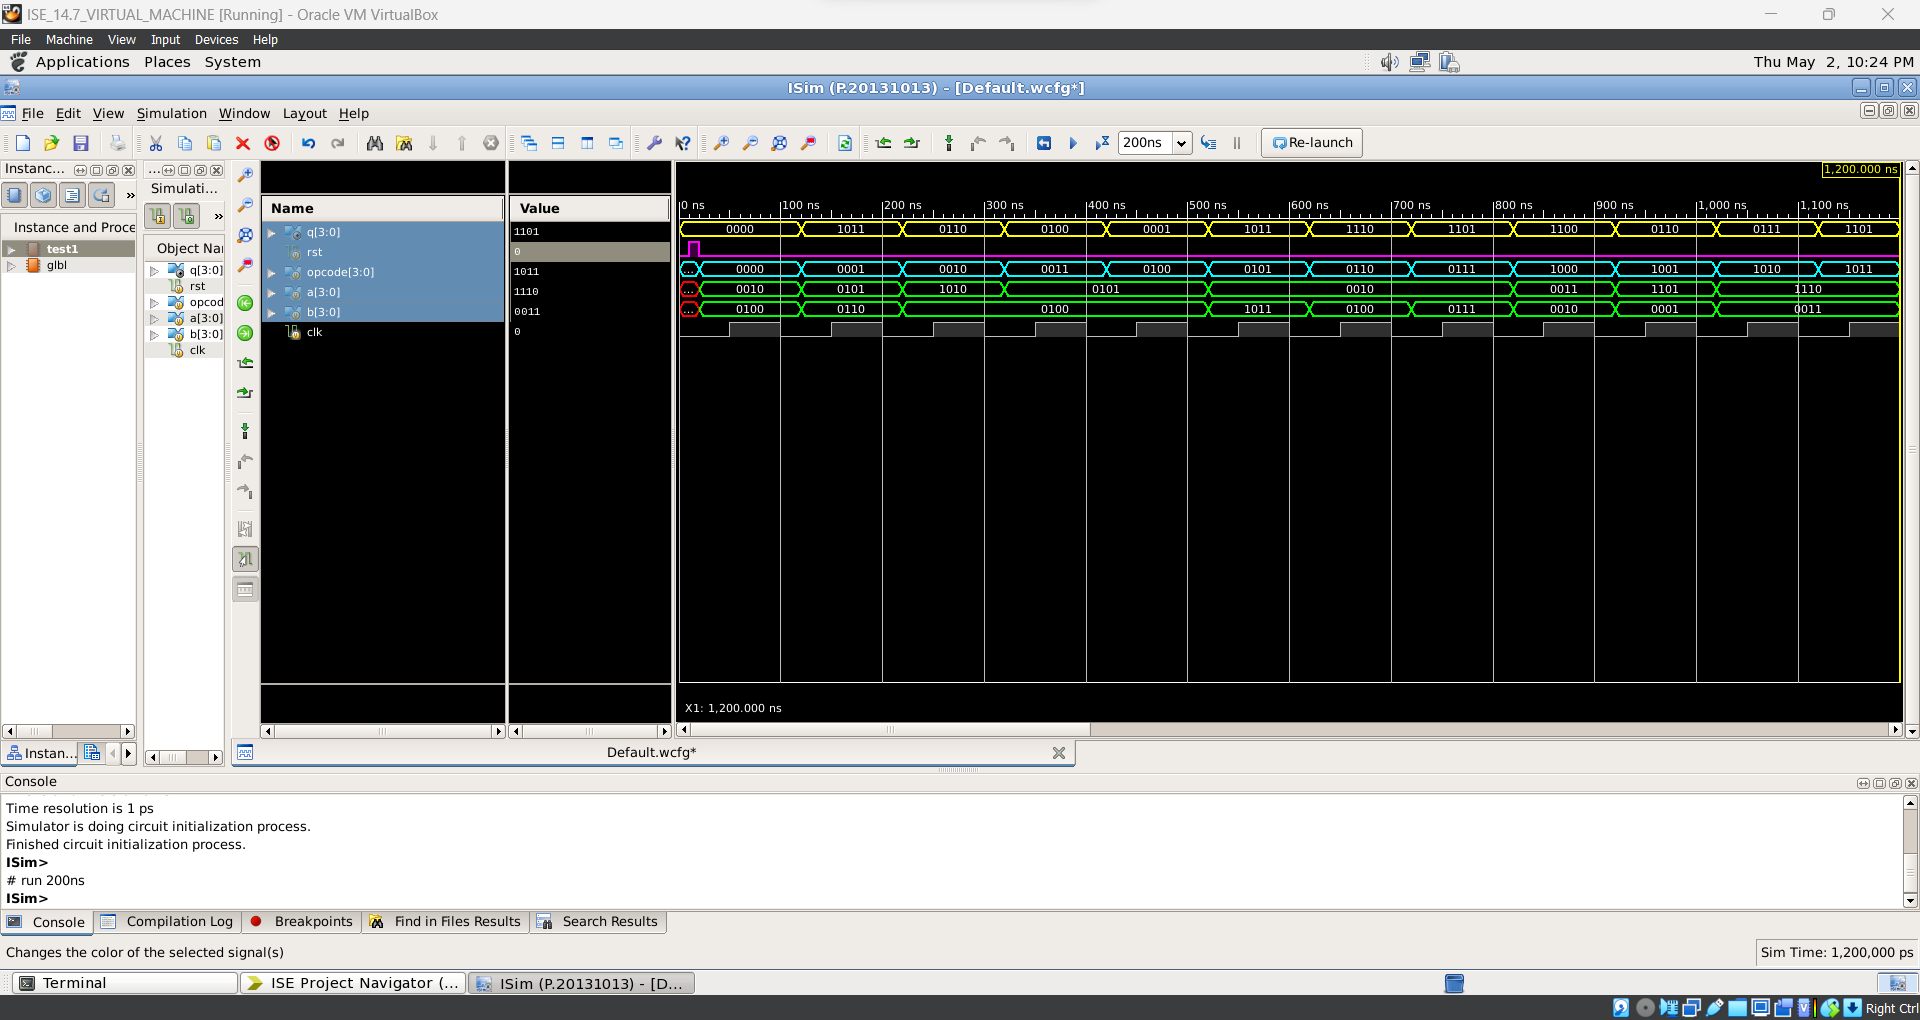 ISE_14.7_VIRTUAL_MACHINE [Running] - Oracle VM VirtualBox
File Machine View Input Devices Help
Applications Places System
Thu May 2, 10:24 PM
ISim (P.20131013) - [Default.wcfg*]
File Edit View Simulation Window Layout Help
200ns
Re-launch
Instanc...
...
Simulati...
»
»
Instance and Proce
test1
glbl
Object Nar
q[3:0]
rst
opcod
a[3:0]
b[3:0]
clk
Name
Value
q[3:0] 1101
rst 0
opcode[3:0] 1011
a[3:0] 1110
b[3:0] 0011
clk 0
1,200.000 ns
0 ns 100 ns 200 ns 300 ns 400 ns 500 ns 600 ns 700 ns 800 ns 900 ns 1,000 ns 1,100 ns
0000 1011 0110 0100 0001 1011 1110 1101 1100 0110 0111 1101
... 0000 0001 0010 0011 0100 0101 0110 0111 1000 1001 1010 1011
... 0010 0101 1010 0101 0010 0011 1101 1110
... 0100 0110 0100 1011 0100 0111 0010 0001 0011
X1: 1,200.000 ns
Instan...
Default.wcfg*
Console
Time resolution is 1 ps
Simulator is doing circuit initialization process.
Finished circuit initialization process.
ISim>
# run 200ns
ISim>
Console Compilation Log Breakpoints Find in Files Results Search Results
Changes the color of the selected signal(s)
Sim Time: 1,200,000 ps
Terminal
ISE Project Navigator (...
ISim (P.20131013) - [D...
Right Ctrl